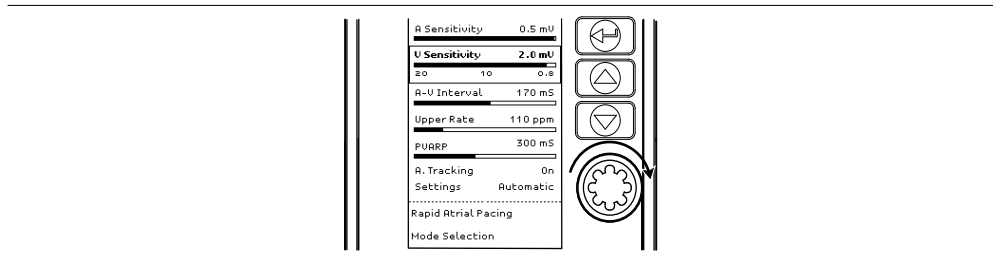 A Sensitivity 0.5 mV
V Sensitivity 2.0 mV
20 10 0.8
A-V Interval 170 mS
Upper Rate 110 ppm
PVARP 300 mS
A. Tracking On
Settings Automatic
Rapid Atrial Pacing
Mode Selection